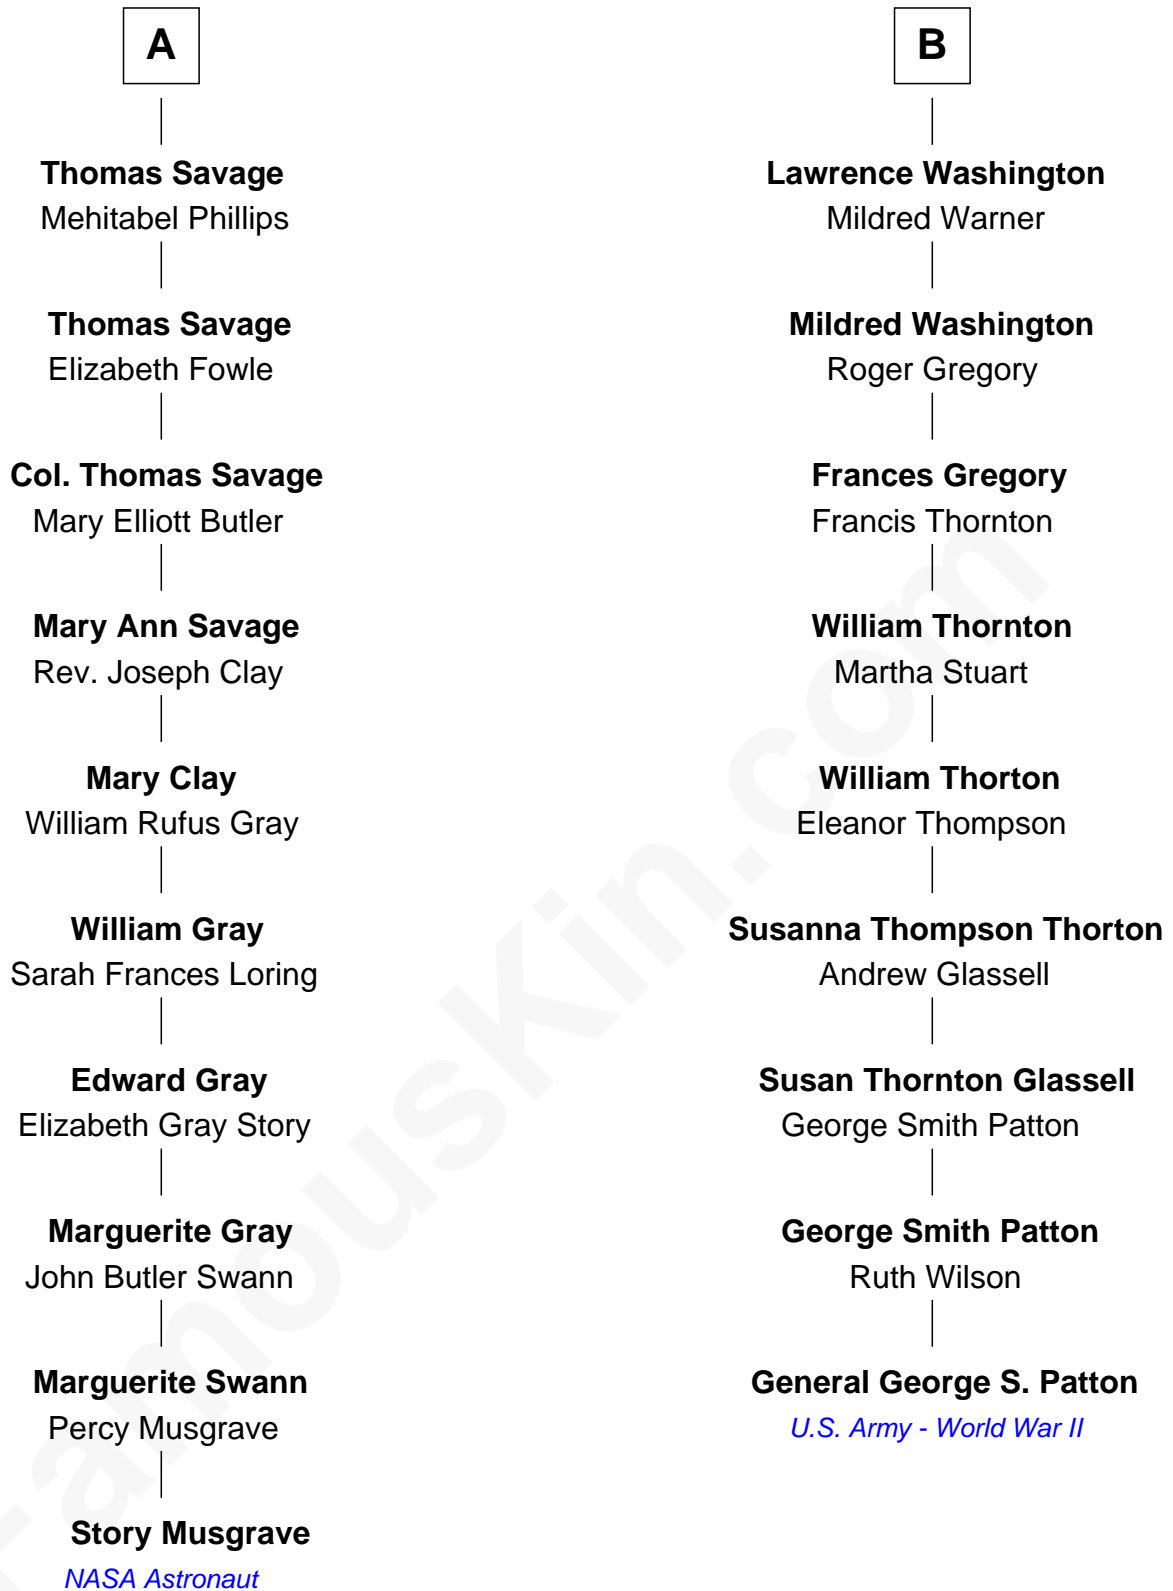 A
Thomas Savage
Mehitabel Phillips
Thomas Savage
Elizabeth Fowle
Col. Thomas Savage
Mary Elliott Butler
Mary Ann Savage
Rev. Joseph Clay
Mary Clay
William Rufus Gray
William Gray
Sarah Frances Loring
Edward Gray
Elizabeth Gray Story
Marguerite Gray
John Butler Swann
Marguerite Swann
Percy Musgrave
Story Musgrave
NASA Astronaut
B
Lawrence Washington
Mildred Warner
Mildred Washington
Roger Gregory
Frances Gregory
Francis Thornton
William Thornton
Martha Stuart
William Thorton
Eleanor Thompson
Susanna Thompson Thorton
Andrew Glassell
Susan Thornton Glassell
George Smith Patton
George Smith Patton
Ruth Wilson
General George S. Patton
U.S. Army - World War II
FamousKin.com